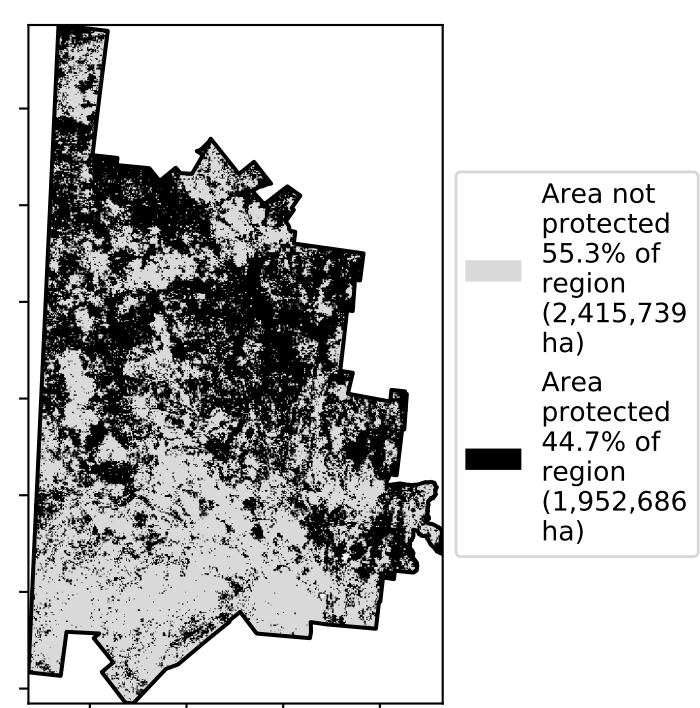 Area not
protected
55.3% of
region
(2,415,739
ha)
Area
protected
44.7% of
region
(1,952,686
ha)